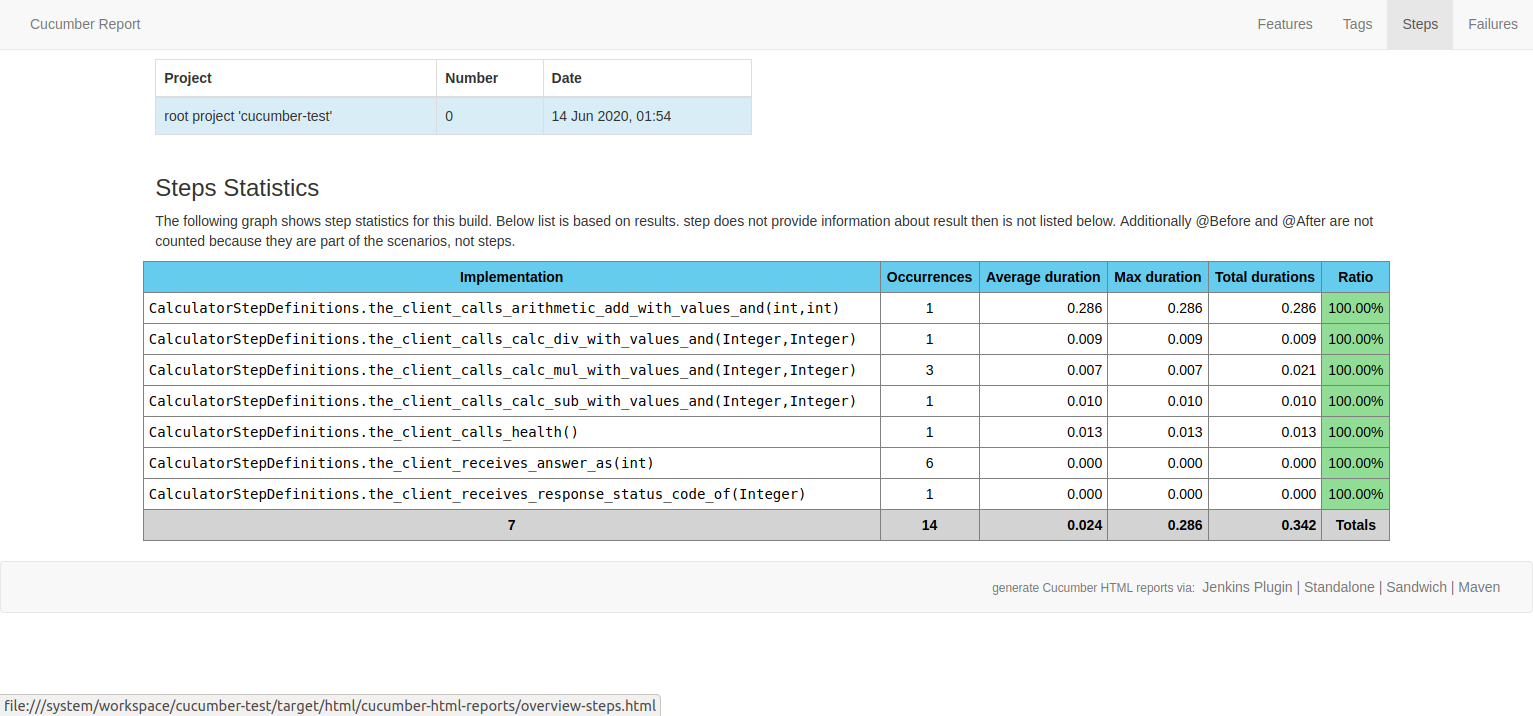 Cucumber Report Features Tags Steps Failures
Project Number Date
root project 'cucumber-test' 0 14 Jun 2020, 01:54
Steps Statistics
The following graph shows step statistics for this build. Below list is based on results. step does not provide information about result then is not listed below. Additionally @Before and @After are not
counted because they are part of the scenarios, not steps.
Implementation Occurrences Average duration Max duration Total durations Ratio
CalculatorStepDefinitions.the_client_calls_arithmetic_add_with_values_and(int,int) 1 0.286 0.286 0.286 100.00%
CalculatorStepDefinitions.the_client_calls_calc_div_with_values_and(Integer,Integer) 1 0.009 0.009 0.009 100.00%
CalculatorStepDefinitions.the_client_calls_calc_mul_with_values_and(Integer,Integer) 3 0.007 0.007 0.021 100.00%
CalculatorStepDefinitions.the_client_calls_calc_sub_with_values_and(Integer,Integer) 1 0.010 0.010 0.010 100.00%
CalculatorStepDefinitions.the_client_calls_health() 1 0.013 0.013 0.013 100.00%
CalculatorStepDefinitions.the_client_receives_answer_as(int) 6 0.000 0.000 0.000 100.00%
CalculatorStepDefinitions.the_client_receives_response_status_code_of(Integer) 1 0.000 0.000 0.000 100.00%
7 14 0.024 0.286 0.342 Totals
generate Cucumber HTML reports via: Jenkins Plugin | Standalone | Sandwich | Maven
file:///system/workspace/cucumber-test/target/html/cucumber-html-reports/overview-steps.html